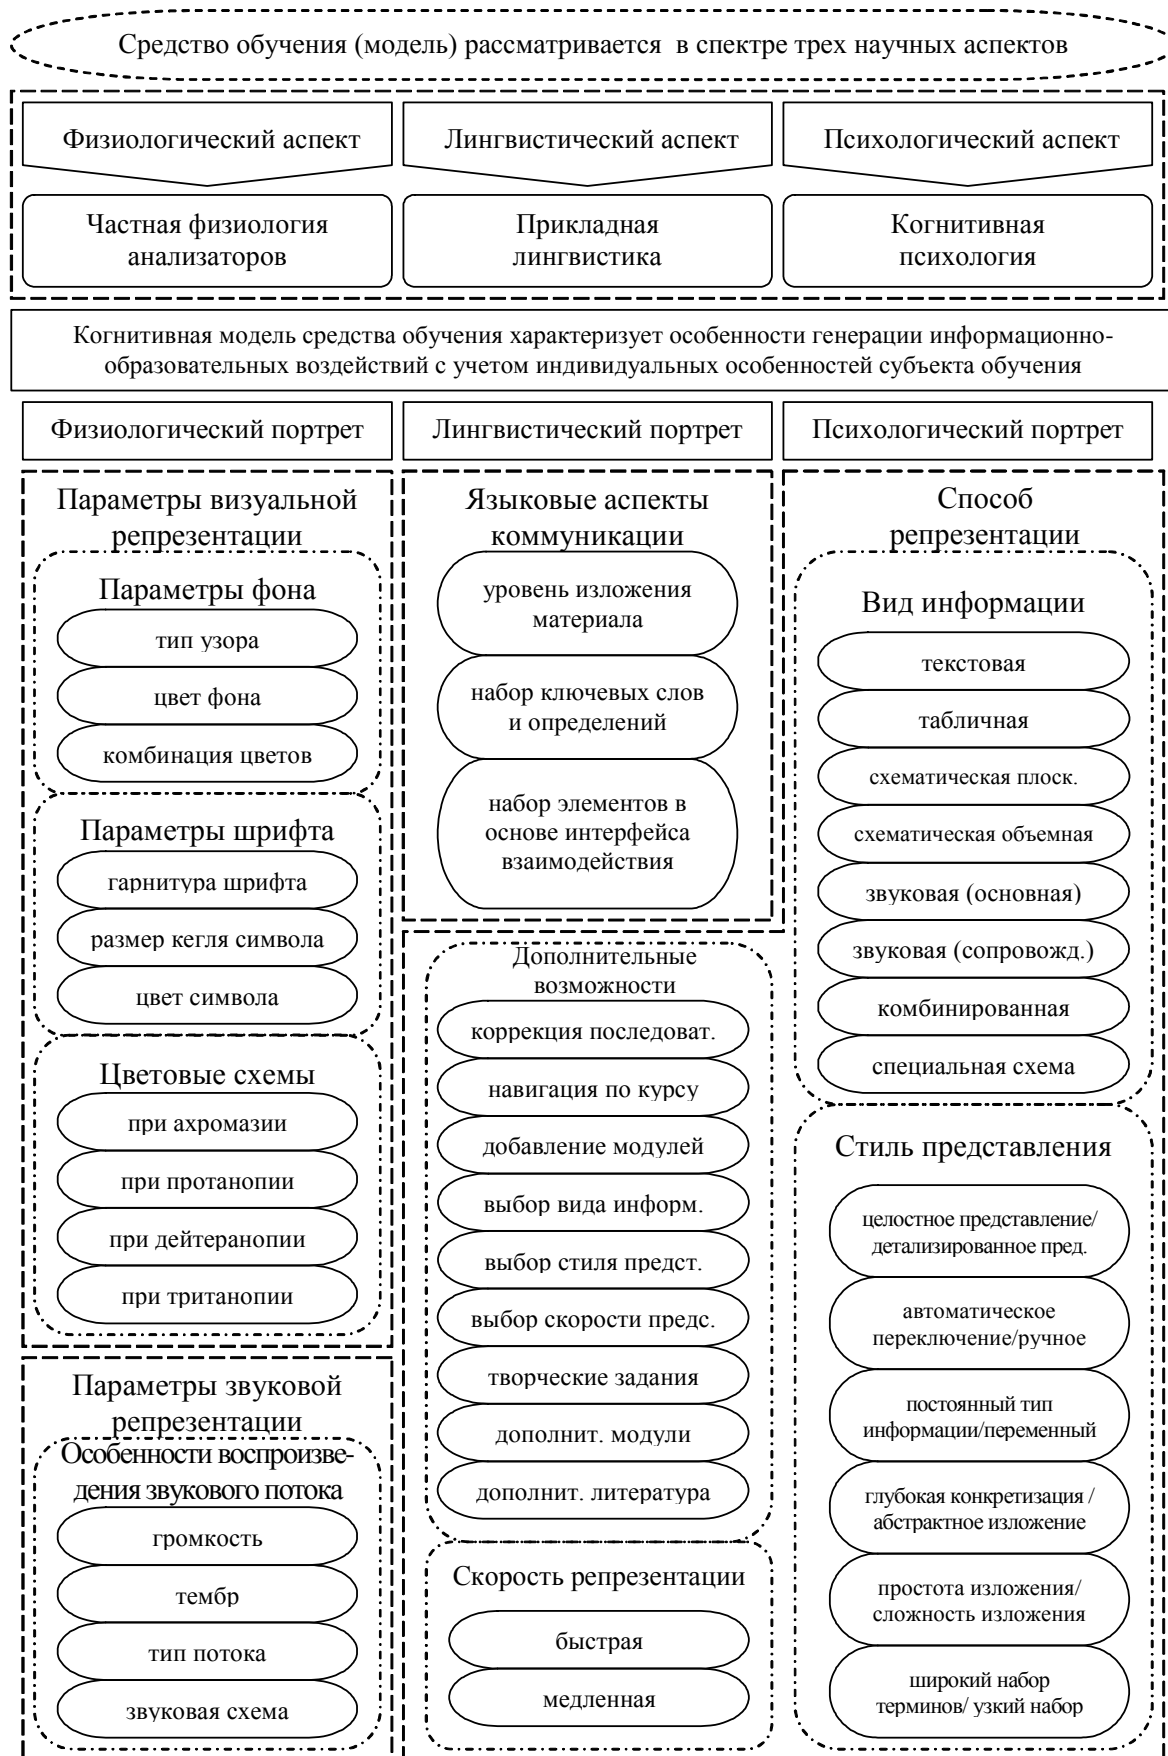 Средство обучения (модель) рассматривается в спектре трех научных аспектов
Физиологический аспект
Лингвистический аспект
Психологический аспект
Частная физиология
анализаторов
Прикладная
лингвистика
Когнитивная
психология
Когнитивная модель средства обучения характеризует особенности генерации информационно-
образовательных воздействий с учетом индивидуальных особенностей субъекта обучения
Физиологический портрет
Лингвистический портрет
Психологический портрет
Параметры визуальной
репрезентации
Параметры фона
тип узора
цвет фона
комбинация цветов
Параметры шрифта
гарнитура шрифта
размер кегля символа
цвет символа
Цветовые схемы
при ахромазии
при протанопии
при дейтеранопии
при тританопии
Параметры звуковой
репрезентации
Особенности воспроизве-
дения звукового потока
громкость
тембр
тип потока
звуковая схема
Языковые аспекты
коммуникации
уровень изложения
материала
набор ключевых слов
и определений
набор элементов в
основе интерфейса
взаимодействия
Дополнительные
возможности
коррекция последоват.
навигация по курсу
добавление модулей
выбор вида информ.
выбор стиля предст.
выбор скорости предс.
творческие задания
дополнит. модули
дополнит. литература
Скорость репрезентации
быстрая
медленная
Способ
репрезентации
Вид информации
текстовая
табличная
схематическая плоск.
схематическая объемная
звуковая (основная)
звуковая (сопровожд.)
комбинированная
специальная схема
Стиль представления
целостное представление/
детализированное пред.
автоматическое
переключение/ручное
постоянный тип
информации/переменный
глубокая конкретизация /
абстрактное изложение
простота изложения/
сложность изложения
широкий набор
терминов/ узкий набор